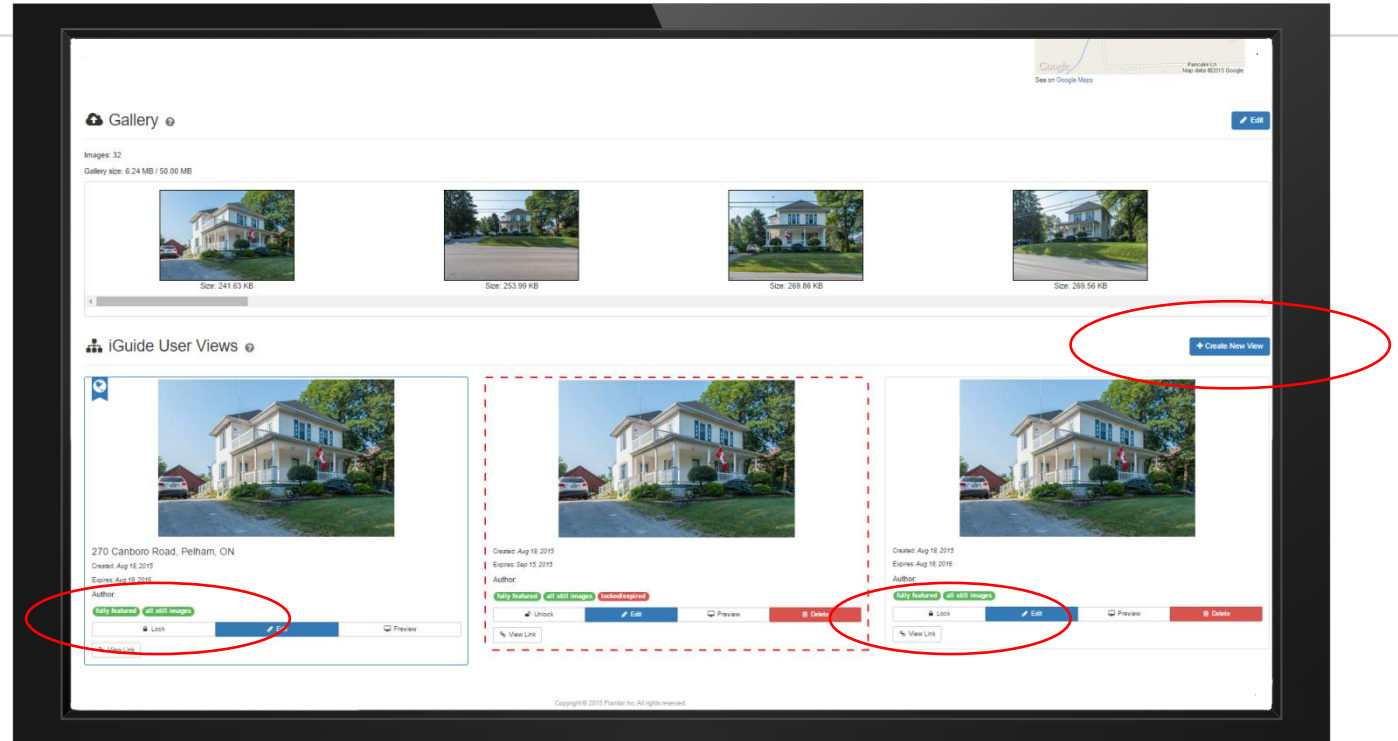 Google
Pancake Ln
Map data ©2015 Google
See on Google Maps
Gallery
Edit
Images: 32
Gallery size: 6.24 MB / 50.00 MB
Size: 241.63 KB
Size: 253.99 KB
Size: 269.86 KB
Size: 269.56 KB
iGuide User Views
Create New View
270 Canboro Road, Pelham, ON
Created: Aug 18, 2015
Expires: Aug 18, 2016
Author:
fully featured all still images
Lock Edit Preview
View Link
Created: Aug 18, 2015
Expires: Sep 15, 2015
Author:
fully featured all still images locked/expired
Unlock Edit Preview Delete
View Link
Created: Aug 18, 2015
Expires: Aug 18, 2016
Author:
fully featured all still images
Lock Edit Preview Delete
View Link
Copyright © 2015 Planitar Inc. All rights reserved.